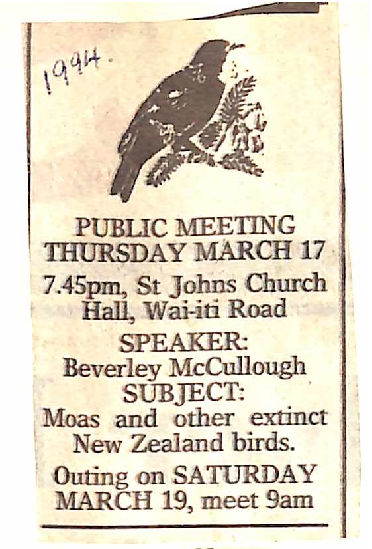 1994.
PUBLIC MEETING
THURSDAY MARCH 17
7.45pm, St Johns Church
Hall, Wai-iti Road
SPEAKER:
Beverley McCullough
SUBJECT:
Moas and other extinct
New Zealand birds.
Outing on SATURDAY
MARCH 19, meet 9am